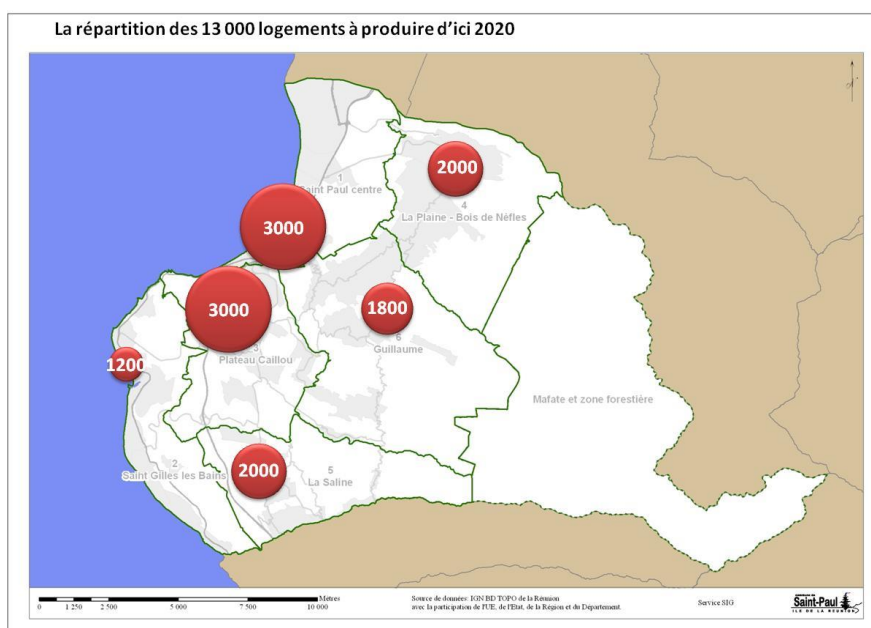 La répartition des 13 000 logements à produire d'ici 2020
2000
1
Saint Paul centre
4
La Plaine - Bois de Nèfles
3000
3000
1800
6
Guillaume
3
Plateau Caillou
1200
Mafate et zone forestière
2
Saint Gilles les Bains
2000
5
La Saline
Mètres
0 1 250 2 500 5 000 7 500 10 000
Source de données: IGN BD TOPO de la Réunion
avec la participation de l'UE, de l'Etat, de la Région et du Département.
Service SIG
Saint-Paul
ILE DE LA REUNION